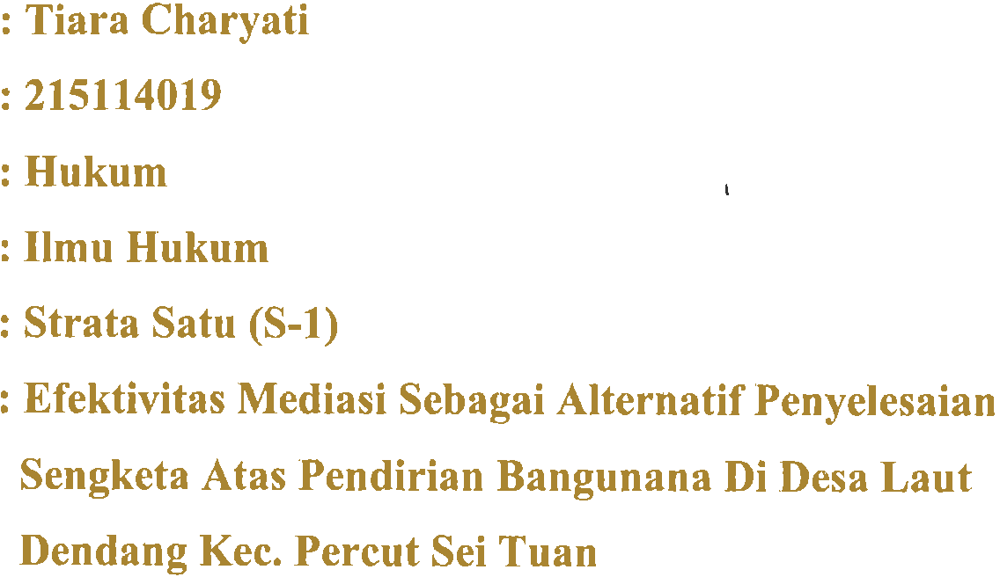 : Tiara Charyati
: 215114019
: Hukum
: Ilmu Hukum
: Strata Satu (S-1)
: Efektivitas Mediasi Sebagai Alternatif Penyelesaian
Sengketa Atas Pendirian Bangunana Di Desa Laut
Dendang Kec. Percut Sei Tuan